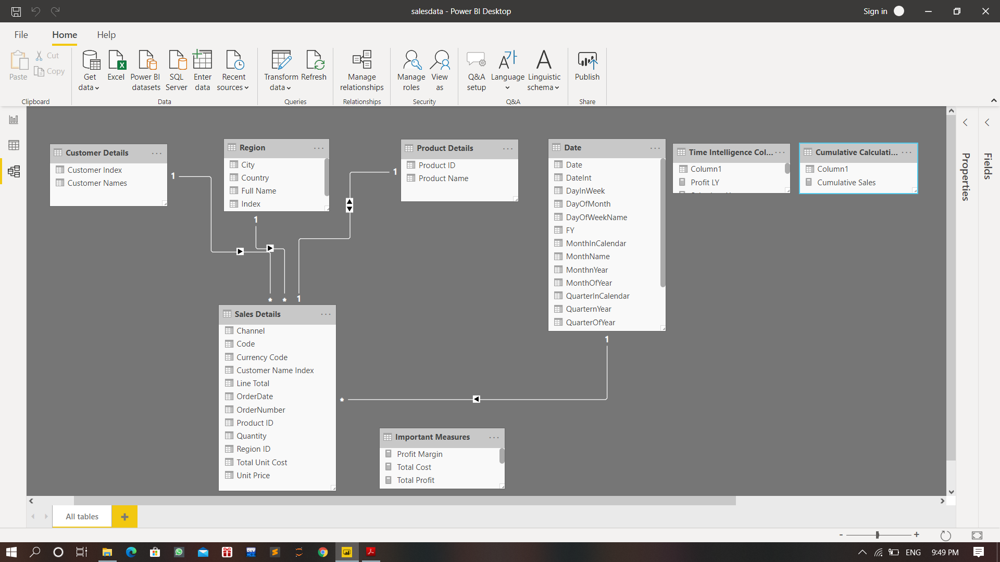 salesdata - Power BI Desktop
Sign in
File
Home
Help
Paste
Cut
Copy
Clipboard
Get data
Excel
Power BI datasets
SQL Server
Enter data
Recent sources
Data
Transform data
Refresh
Queries
Manage relationships
Relationships
Manage roles
View as
Security
Q&A setup
Language
Linguistic schema
Q&A
Publish
Share
Customer Details
Customer Index
Customer Names
1
Region
City
Country
Full Name
Index
1
Product Details
Product ID
Product Name
1
Date
Date
DateInt
DayInWeek
DayOfMonth
DayOfWeekName
FY
MonthInCalendar
MonthName
MonthnYear
MonthOfYear
QuarterInCalendar
QuarternYear
QuarterOfYear
1
Time Intelligence Col...
Column1
Profit LY
Cumulative Calculati...
Column1
Cumulative Sales
Properties
Fields
* * 1
Sales Details
Channel
Code
Currency Code
Customer Name Index
Line Total
OrderDate
OrderNumber
Product ID
Quantity
Region ID
Total Unit Cost
Unit Price
*
Important Measures
Profit Margin
Total Cost
Total Profit
All tables
+
- +
DEV
ENG
9:49 PM